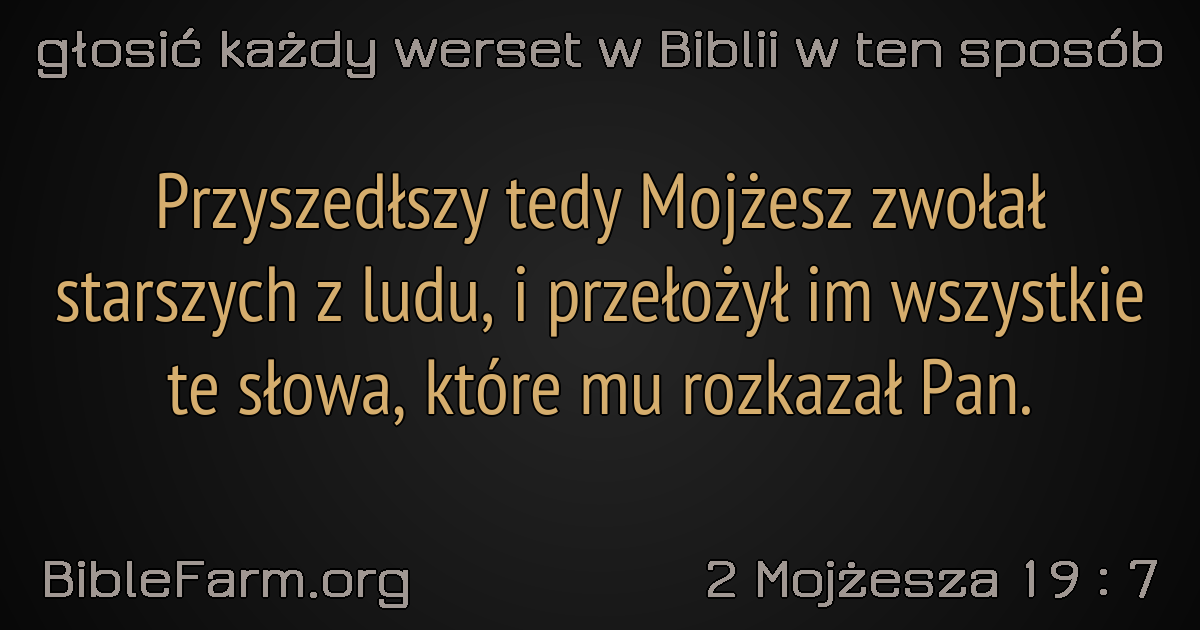 głosić każdy werset w Biblii w ten sposób
Przyszedłszy tedy Mojżesz zwołał
starszych z ludu, i przełożył im wszystkie
te słowa, które mu rozkazał Pan.
BibleFarm.org
2 Mojżesza 19 : 7